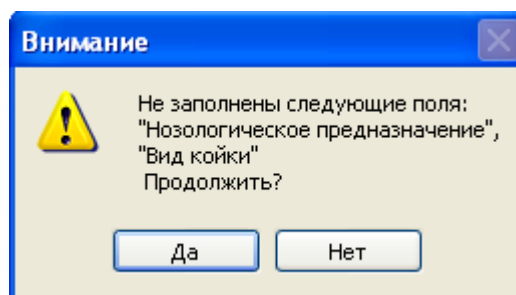 Внимание
Не заполнены следующие поля:
"Нозологическое предназначение",
"Вид койки"
Продолжить?
Да
Нет